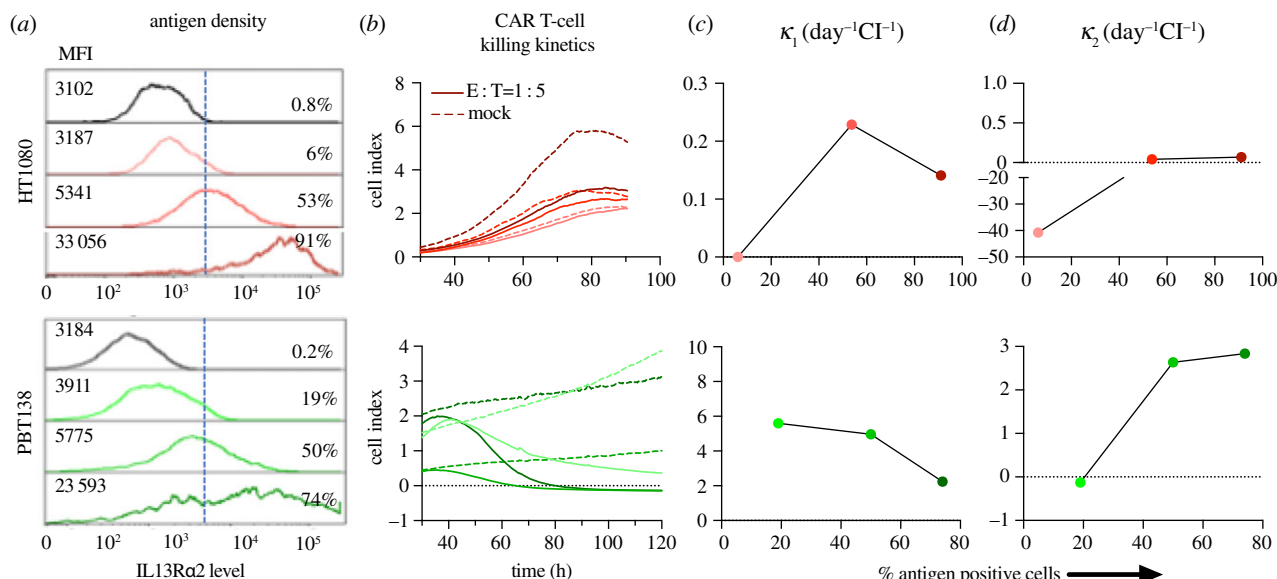 (a) antigen density
MFI
HT1080
3102 0.8%
3187 6%
5341 53%
33 056 91%
0 10² 10³ 10⁴ 10⁵
PBT138
3184 0.2%
3911 19%
5775 50%
23 593 74%
0 10² 10³ 10⁴ 10⁵
IL13Rα2 level
(b) CAR T-cell
killing kinetics
8
6
4
2
0
cell index
E : T=1 : 5
mock
40 60 80 100
4
3
2
1
0
−1
cell index
40 60 80 100 120
time (h)
(c) κ₁ (day⁻¹CI⁻¹)
0.3
0.2
0.1
0
0 20 40 60 80 100
10
8
6
4
2
0
0 20 40 60 80
(d) κ₂ (day⁻¹CI⁻¹)
1.0
0.5
0
−20
−30
−40
−50
0 20 40 60 80 100
3
2
1
0
−1
0 20 40 60 80
% antigen positive cells